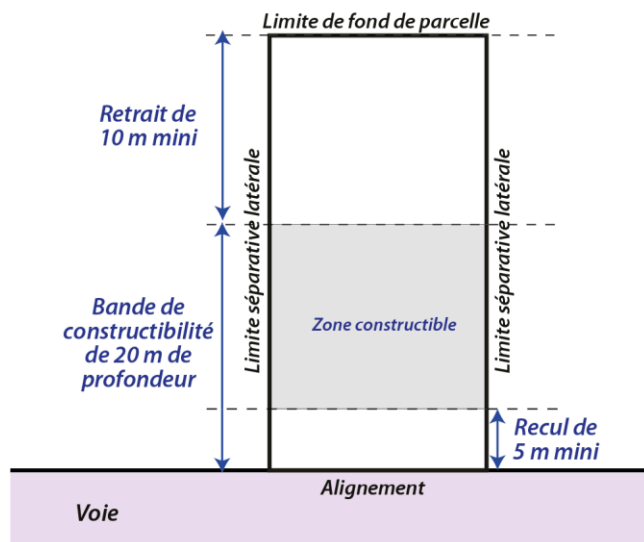 Limite de fond de parcelle
Retrait de
10 m mini
Limite séparative latérale
Limite séparative latérale
Bande de
constructibilité
de 20 m de
profondeur
Zone constructible
Recul de
5 m mini
Alignement
Voie